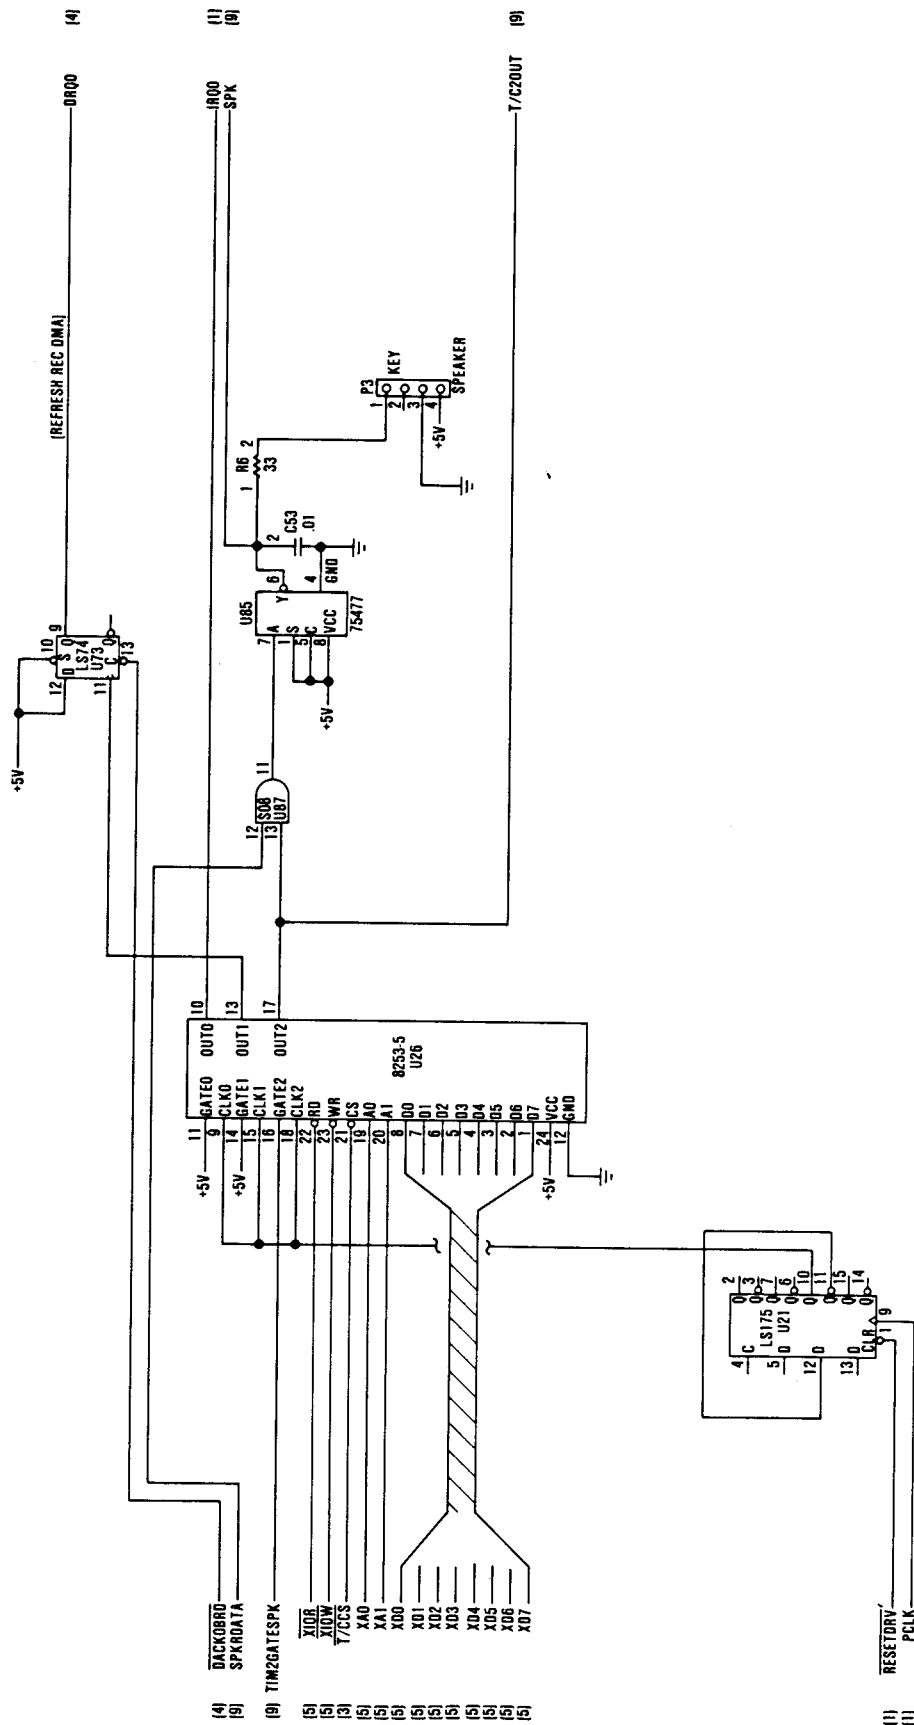 (4)
DRQ0
(REFRESH REC DMA)
(1)
(9)
IRQ0
SPK
(9)
T/C2OUT
+5V
12
11
10
9
13
D
S
Q
LS74
U73
C
Q
P3
KEY
1
2
3
4
SPEAKER
+5V
R6
33
1
2
C53
.01
2
U85
7
1
5
8
A
S
C
VCC
Y
6
4
GND
75477
+5V
12
13
S08
U87
11
10
13
17
OUT0
OUT1
OUT2
8253-5
U26
+5V
11
GATE0
9
CLK0
+5V
14
GATE1
15
CLK1
16
GATE2
18
CLK2
22
RD
23
WR
21
CS
19
A0
20
A1
8
D0
7
D1
6
D2
5
D3
4
D4
3
D5
2
D6
1
D7
+5V
24
VCC
12
GND
2
Q
3
Q
7
Q
6
Q
10
Q
11
Q
15
Q
14
Q
LS175
U21
4
C
5
D
12
D
13
D
CLR
1
9
(4) DACK0BRD
(9) SPKRDATA
(9) TIM2GATESPK
(5) XIOR
(5) XIOW
(3) T/CCS
(5) XA0
(5) XA1
(5) XD0
(5) XD1
(5) XD2
(5) XD3
(5) XD4
(5) XD5
(5) XD6
(5) XD7
(1) RESETDRV′
(1) PCLK